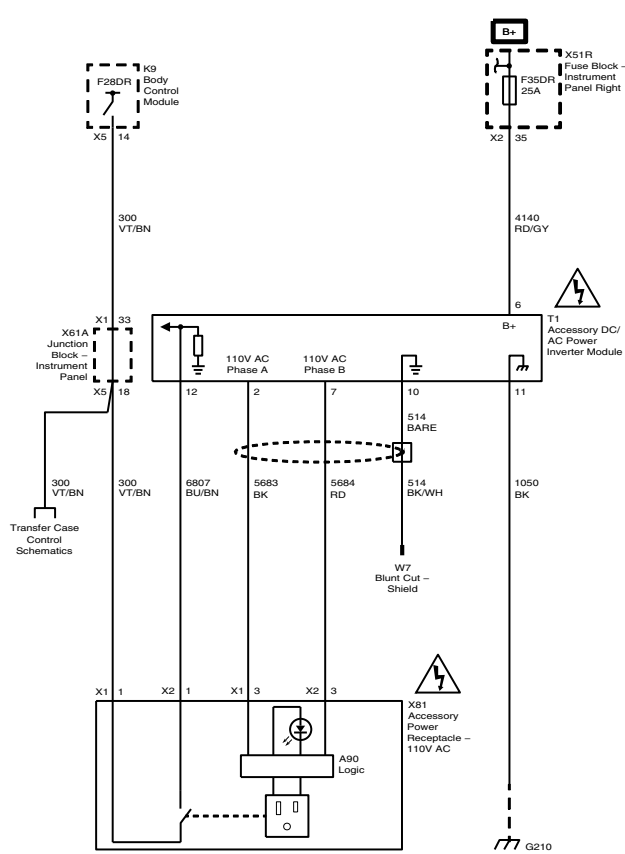 B+
K9
Body
Control
Module
F28DR
X51R
Fuse Block –
Instrument
Panel Right
F35DR
25A
X5 14
X2 35
300
VT/BN
4140
RD/GY
X1 33
6
X61A
Junction
Block –
Instrument
Panel
T1
Accessory DC/
AC Power
Inverter Module
B+
110V AC
Phase A
110V AC
Phase B
X5 18
12
2
7
10
11
514
BARE
300
VT/BN
300
VT/BN
6807
BU/BN
5683
BK
5684
RD
514
BK/WH
1050
BK
Transfer Case
Control
Schematics
W7
Blunt Cut –
Shield
X1 1
X2 1
X1 3
X2 3
X81
Accessory
Power
Receptacle –
110V AC
A90
Logic
G210